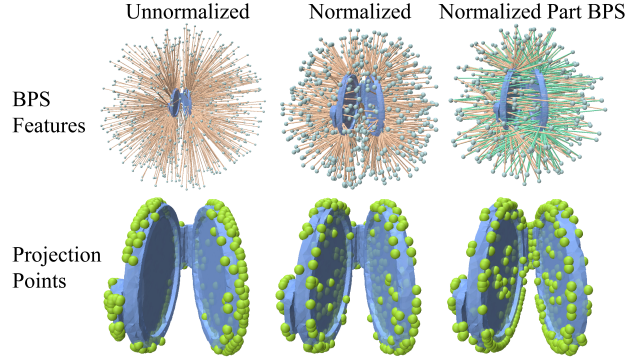 Unnormalized Normalized Normalized Part BPS
BPS
Features
Projection
Points